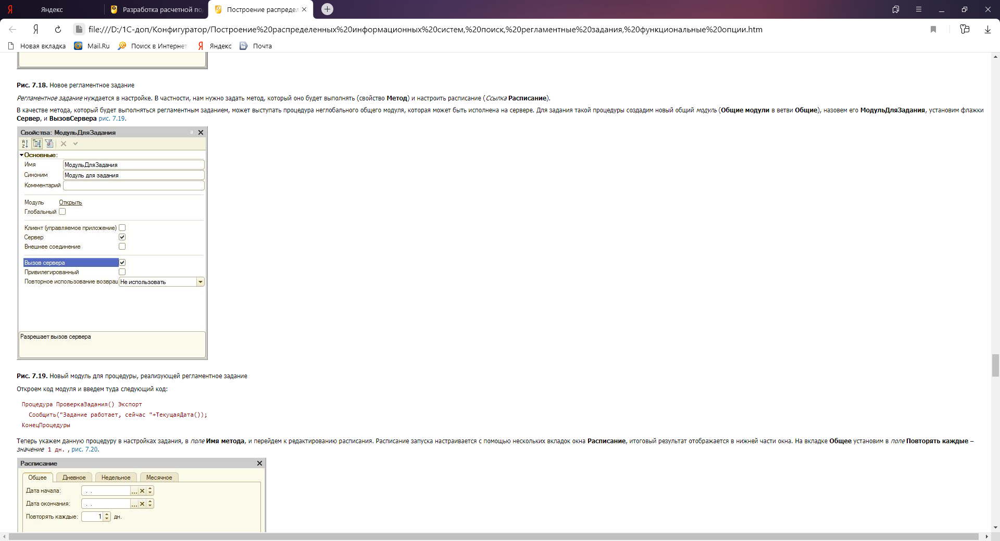 Яндекс
Разработка расчетной по
Построение распредел
file:///D:/1С-доп/Конфигуратор/Построение%20распределенных%20информационных%20систем,%20поиск,%20регламентные%20задания,%20функциональные%20опции.htm
Новая вкладка
Mail.Ru
Поиск в Интернет
Яндекс
Почта
Рис. 7.18. Новое регламентное задание
Регламентное задание нуждается в настройке. В частности, нам нужно задать метод, который оно будет выполнять (свойство Метод) и настроить расписание (Ссылка Расписание).
В качестве метода, который будет выполняться регламентным заданием, может выступать процедура неглобального общего модуля, которая может быть исполнена на сервере. Для задания такой процедуры создадим новый общий модуль (Общие модули в ветви Общие), назовем его МодульДляЗадания, установим флажки
Сервер, и ВызовСервера рис. 7.19.
Свойства: МодульДляЗадания
Основные:
Имя МодульДляЗадания
Синоним Модуль для задания
Комментарий
Модуль Открыть
Глобальный
Клиент (управляемое приложение)
Сервер
Внешнее соединение
Вызов сервера
Привилегированный
Повторное использование возвращ Не использовать
Разрешает вызов сервера
Рис. 7.19. Новый модуль для процедуры, реализующей регламентное задание
Откроем код модуля и введем туда следующий код:
Процедура ПроверкаЗадания() Экспорт
Сообщить("Задание работает, сейчас "+ТекущаяДата());
КонецПроцедуры
Теперь укажем данную процедуру в настройках задания, в поле Имя метода, и перейдем к редактированию расписания. Расписание запуска настраивается с помощью нескольких вкладок окна Расписание, итоговый результат отображается в нижней части окна. На вкладке Общее установим в поле Повторять каждые –
значение 1 дн. , рис. 7.20.
Расписание
Общее Дневное Недельное Месячное
Дата начала: . .
Дата окончания: . .
Повторять каждые: 1 дн.